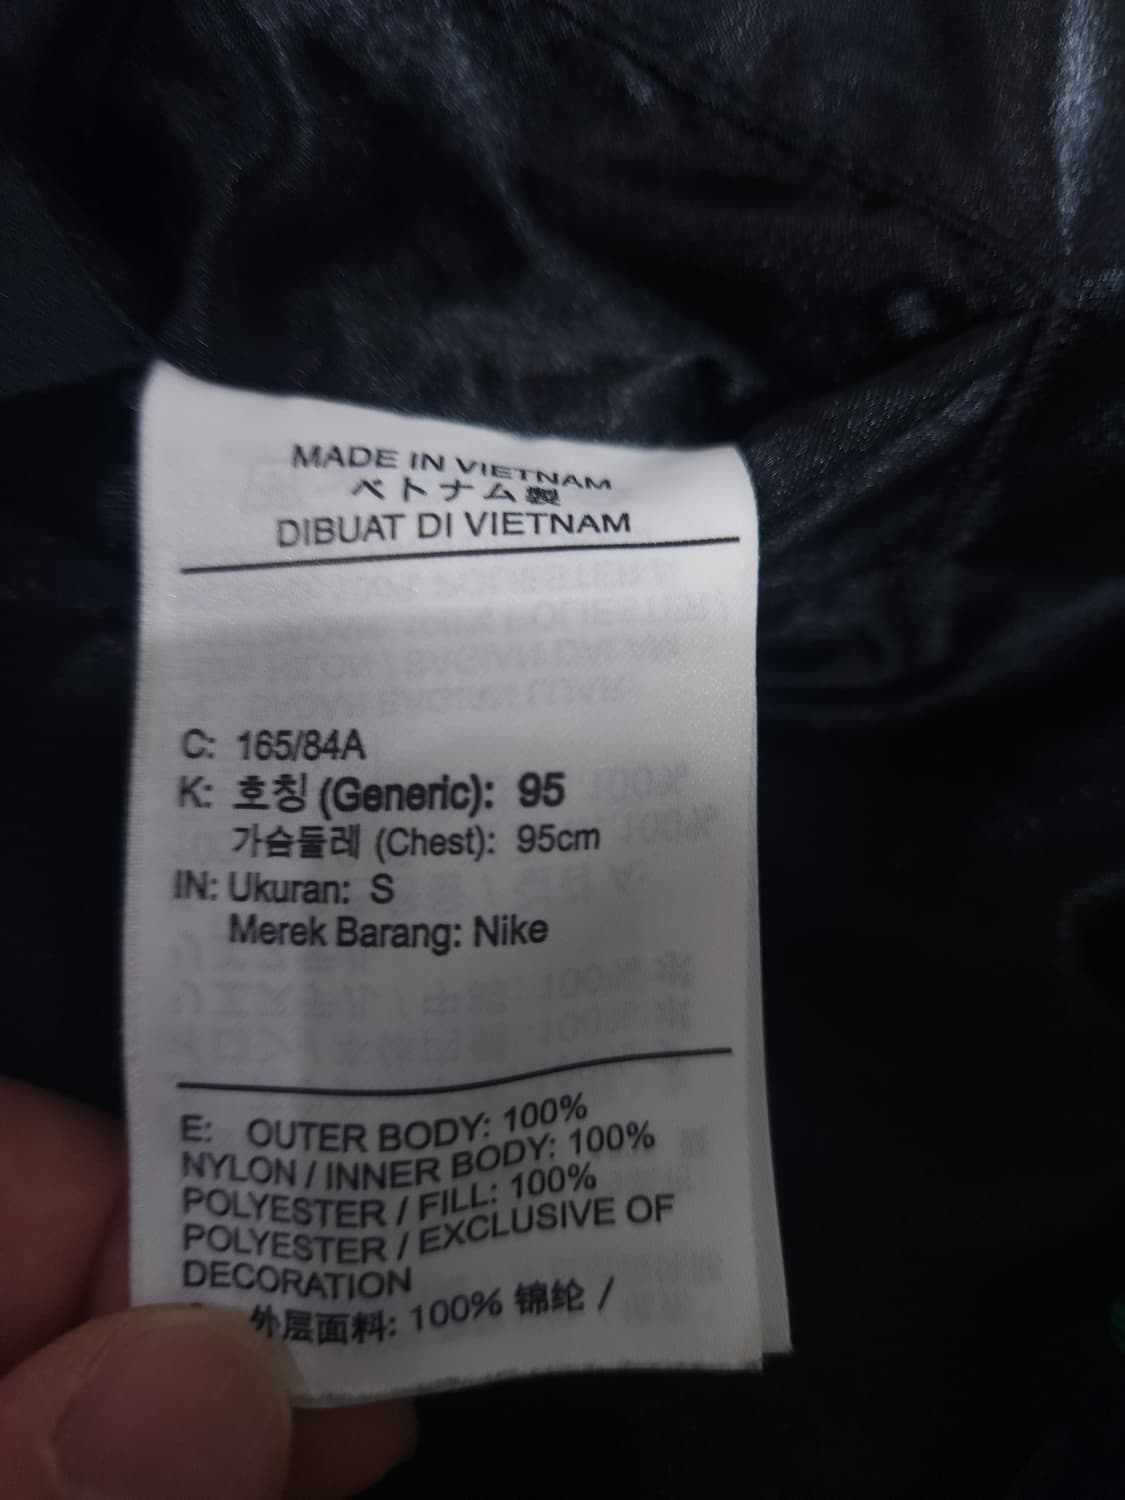 MADE IN VIETNAM
ベトナム製
DIBUAT DI VIETNAM
C: 165/84A
K: 호칭 (Generic): 95
가슴둘레 (Chest): 95cm
IN: Ukuran: S
Merek Barang: Nike
E: OUTER BODY: 100%
NYLON / INNER BODY: 100%
POLYESTER / FILL: 100%
POLYESTER / EXCLUSIVE OF
DECORATION
外层面料: 100% 锦纶 /